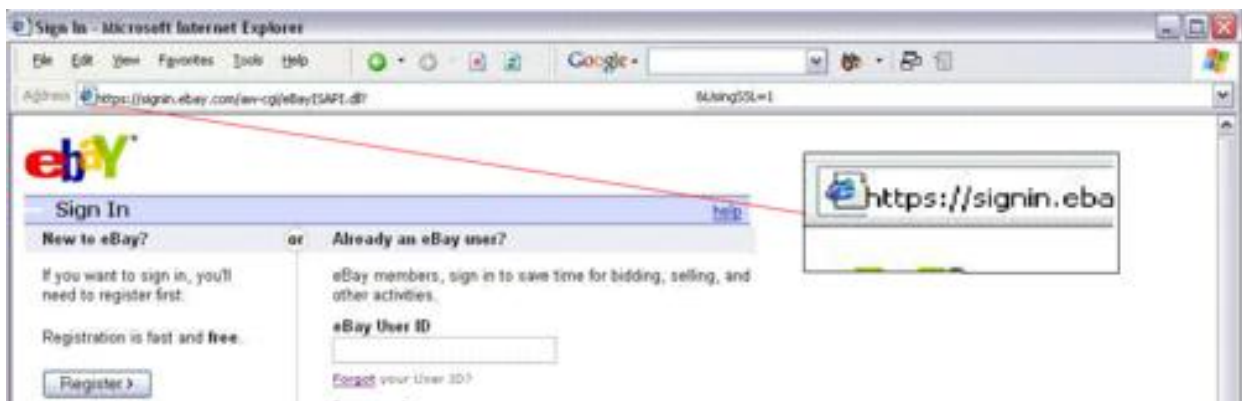 Sign In - Microsoft Internet Explorer
File Edit View Favorites Tools Help Google
Address https://signin.ebay.com/aw-cgi/eBayISAPI.dll? &UsingSSL=1
ebaY
https://signin.eba
Sign In help
New to eBay? or Already an eBay user?
If you want to sign in, you'll
need to register first.
eBay members, sign in to save time for bidding, selling, and
other activities.
Registration is fast and free.
eBay User ID
Register >
Forgot your User ID?